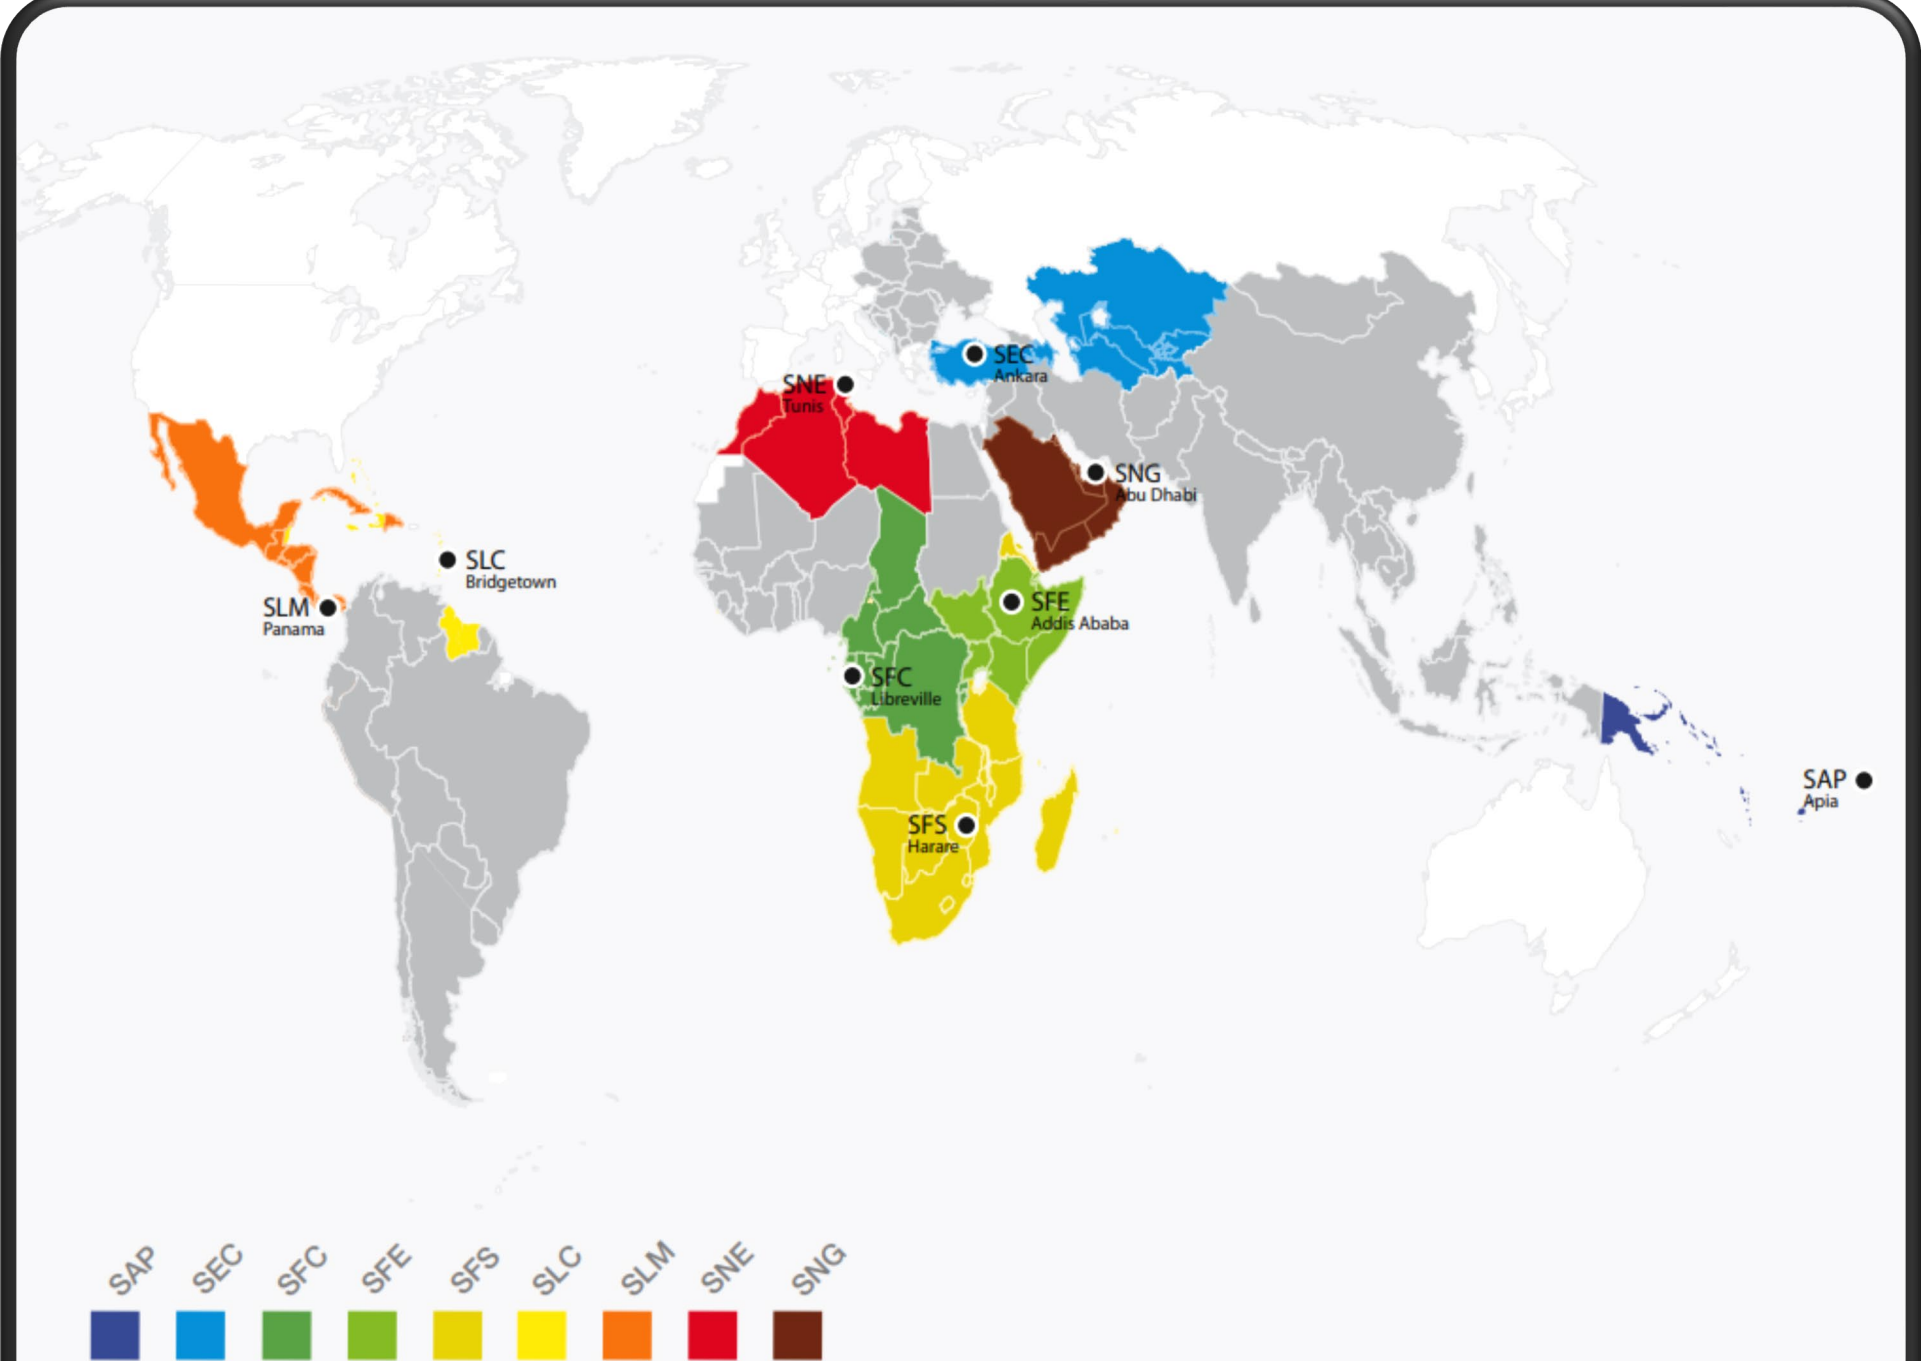 SEC
Ankara
SNE
Tunis
SNG
Abu Dhabi
SLC
Bridgetown
SLM
Panama
SFE
Addis Ababa
SFC
Libreville
SAP
Apia
SFS
Harare
SAP SEC SFC SFE SFS SLC SLM SNE SNG